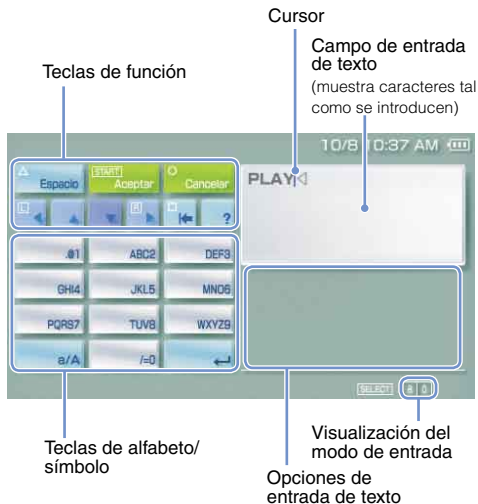 Cursor
Campo de entrada
de texto
(muestra caracteres tal
como se introducen)
Teclas de función
10/8 10:37 AM
Espacio
START
Aceptar
Cancelar
PLAY
L
R
?
.@1
ABC2
DEF3
GHI4
JKL5
MNO6
PQRS7
TUV8
WXYZ9
a/A
/=0
SELECT
Teclas de alfabeto/
símbolo
Visualización del
modo de entrada
Opciones de
entrada de texto